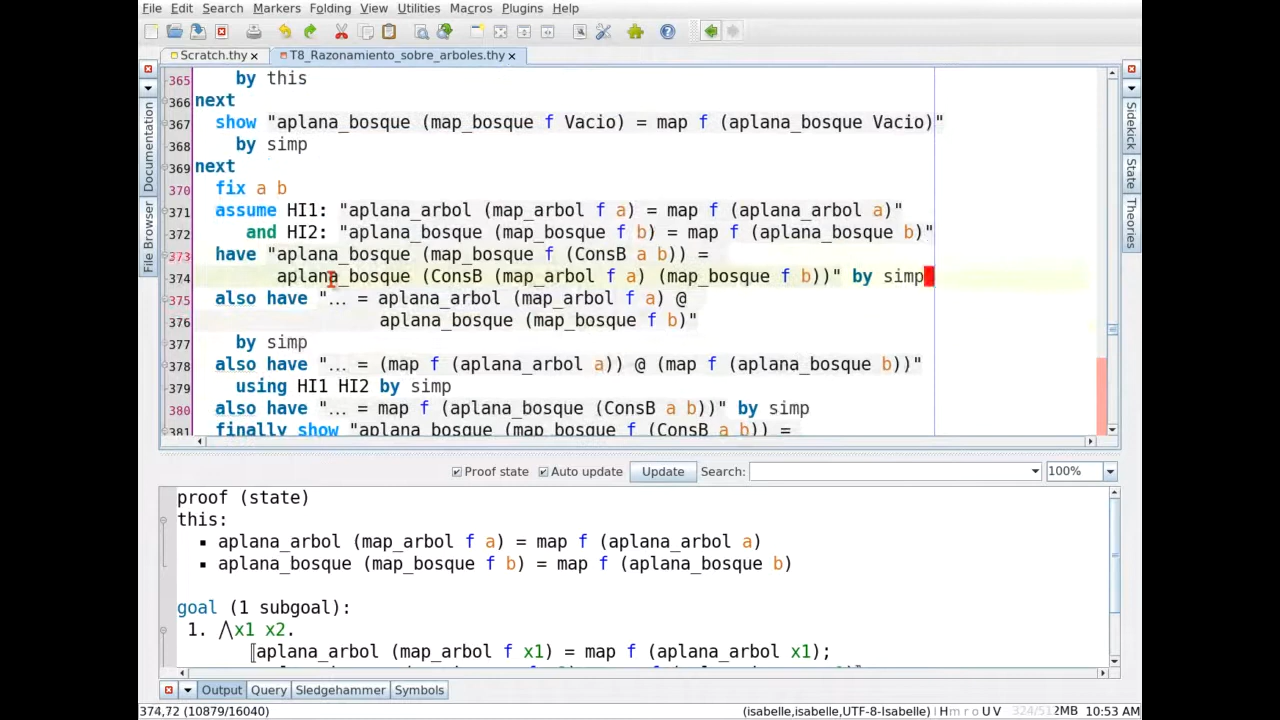 File Edit Search Markers Folding View Utilities Macros Plugins Help
Scratch.thy T8_Razonamiento_sobre_arboles.thy
365 by this
366 next
367 show "aplana_bosque (map_bosque f Vacio) = map f (aplana_bosque Vacio)"
368 by simp
369 next
370 fix a b
371 assume HI1: "aplana_arbol (map_arbol f a) = map f (aplana_arbol a)"
372 and HI2: "aplana_bosque (map_bosque f b) = map f (aplana_bosque b)"
373 have "aplana_bosque (map_bosque f (ConsB a b)) =
374 aplana_bosque (ConsB (map_arbol f a) (map_bosque f b))" by simp
375 also have "... = aplana_arbol (map_arbol f a) @
376 aplana_bosque (map_bosque f b)"
377 by simp
378 also have "... = (map f (aplana_arbol a)) @ (map f (aplana_bosque b))"
379 using HI1 HI2 by simp
380 also have "... = map f (aplana_bosque (ConsB a b))" by simp
381 finally show "aplana_bosque (map_bosque f (ConsB a b)) =
Documentation
File Browser
Sidekick
State
Theories
Proof state Auto update Update Search: 100%
proof (state)
this:
▪ aplana_arbol (map_arbol f a) = map f (aplana_arbol a)
▪ aplana_bosque (map_bosque f b) = map f (aplana_bosque b)
goal (1 subgoal):
1. ⋀x1 x2.
⟦aplana_arbol (map_arbol f x1) = map f (aplana_arbol x1);
Output Query Sledgehammer Symbols
374,72 (10879/16040) (isabelle,isabelle,UTF-8-Isabelle) H m r o U V 324/512MB 10:53 AM